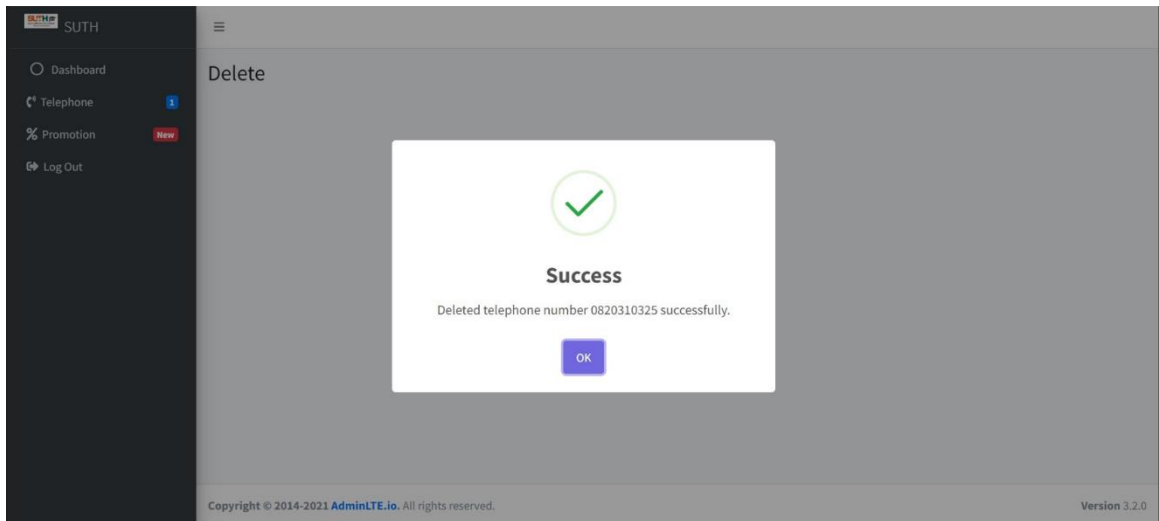 SUTH
Dashboard
Telephone 1
Promotion New
Log Out
Delete
Success
Deleted telephone number 0820310325 successfully.
OK
Copyright © 2014-2021 AdminLTE.io. All rights reserved.
Version 3.2.0